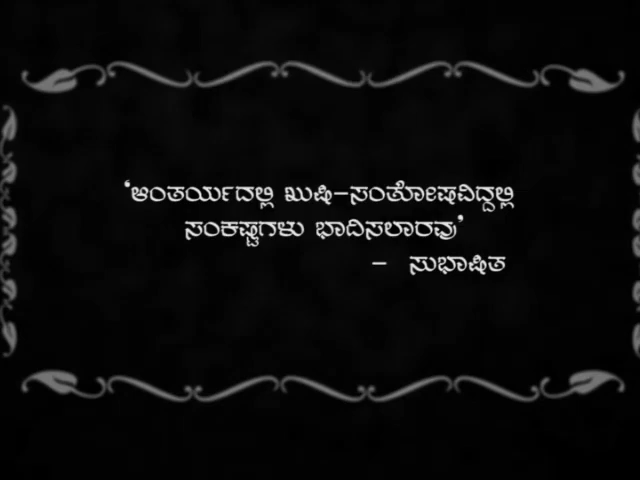 ‘ಆಂತರ್ಯದಲ್ಲಿ ಖುಷಿ-ಸಂತೋಷವಿದ್ದಲ್ಲಿ
ಸಂಕಷ್ಟಗಳು ಭಾದಿಸಲಾರವು’
- ಸುಭಾಷಿತ